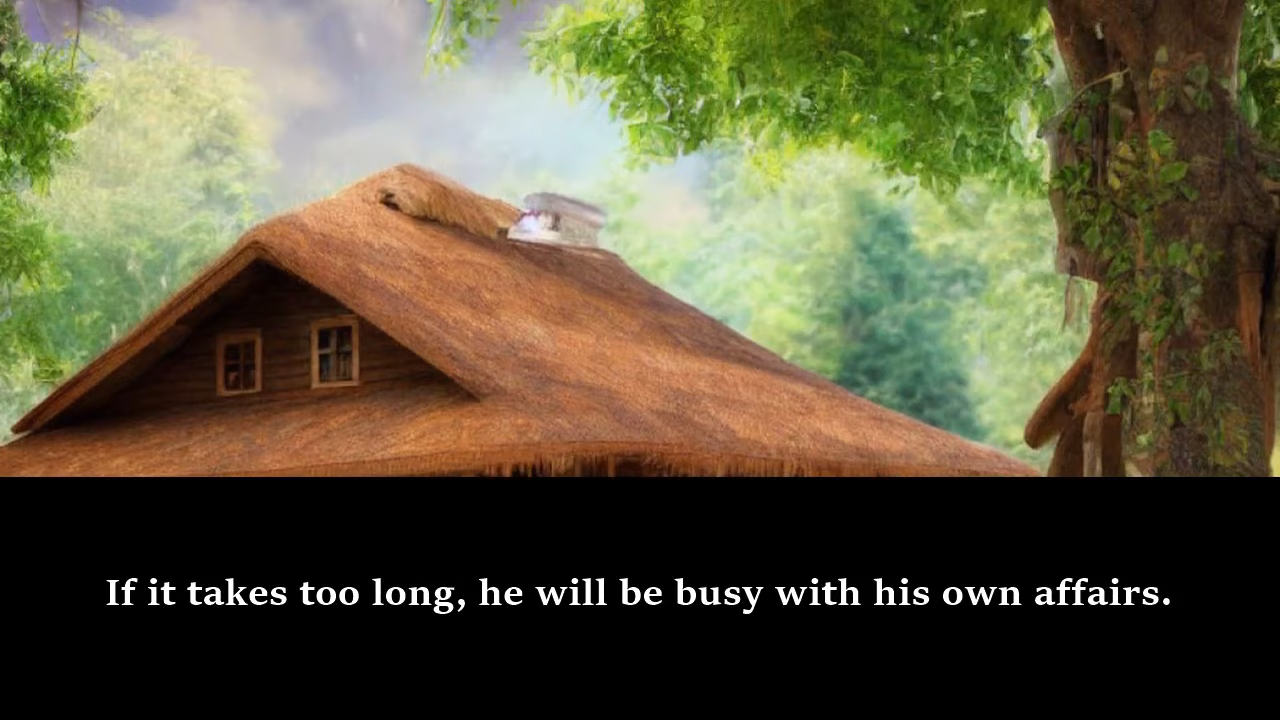 If it takes too long, he will be busy with his own affairs.